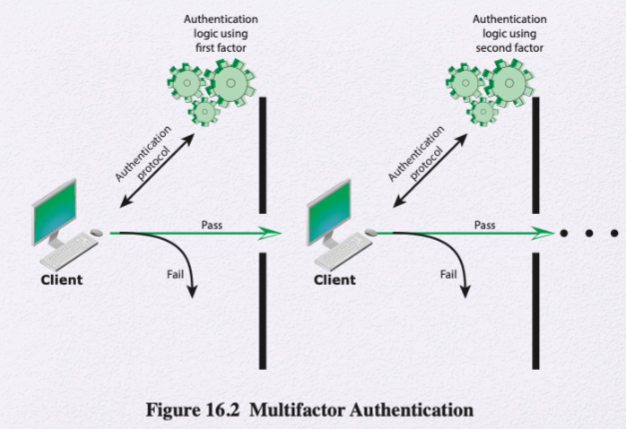 Authentication
logic using
first factor
Authentication
logic using
second factor
Authentication
protocol
Authentication
protocol
Pass
Pass
Fail
Fail
Client
Client
Figure 16.2 Multifactor Authentication